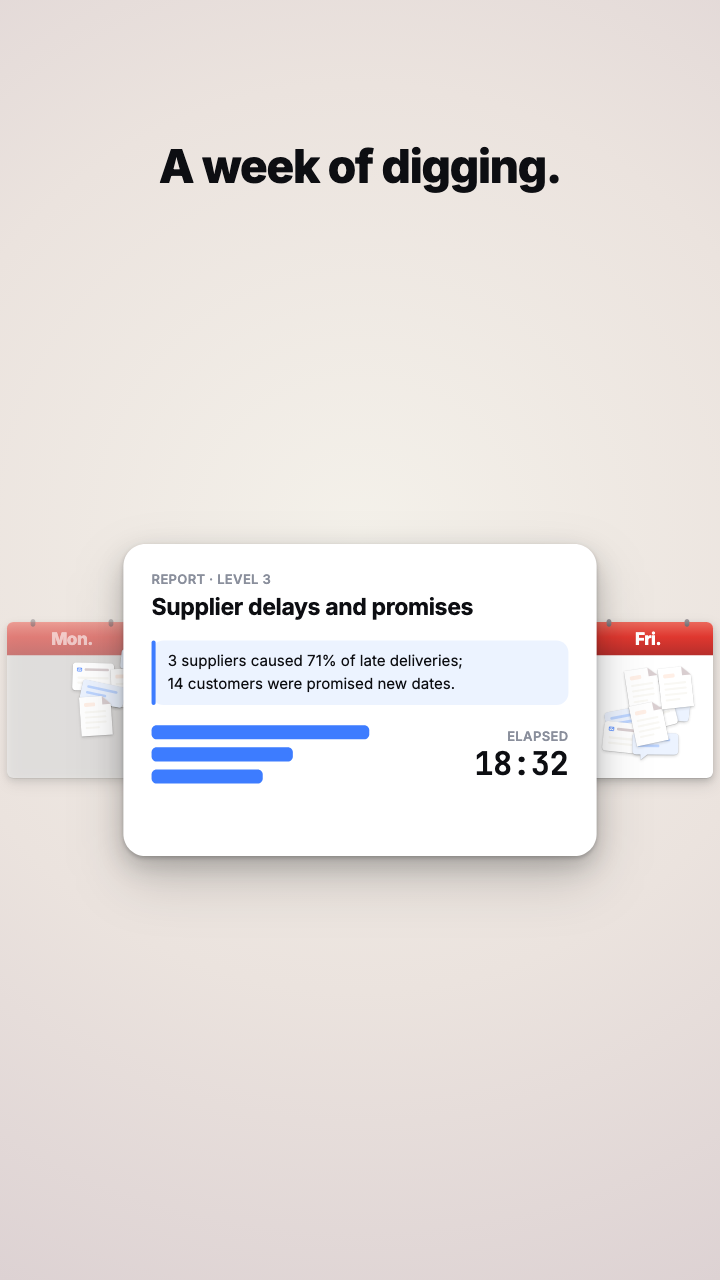 A week of digging.
REPORT · LEVEL 3
Supplier delays and promises
Mon.
Fri.
3 suppliers caused 71% of late deliveries;
14 customers were promised new dates.
ELAPSED
18:32